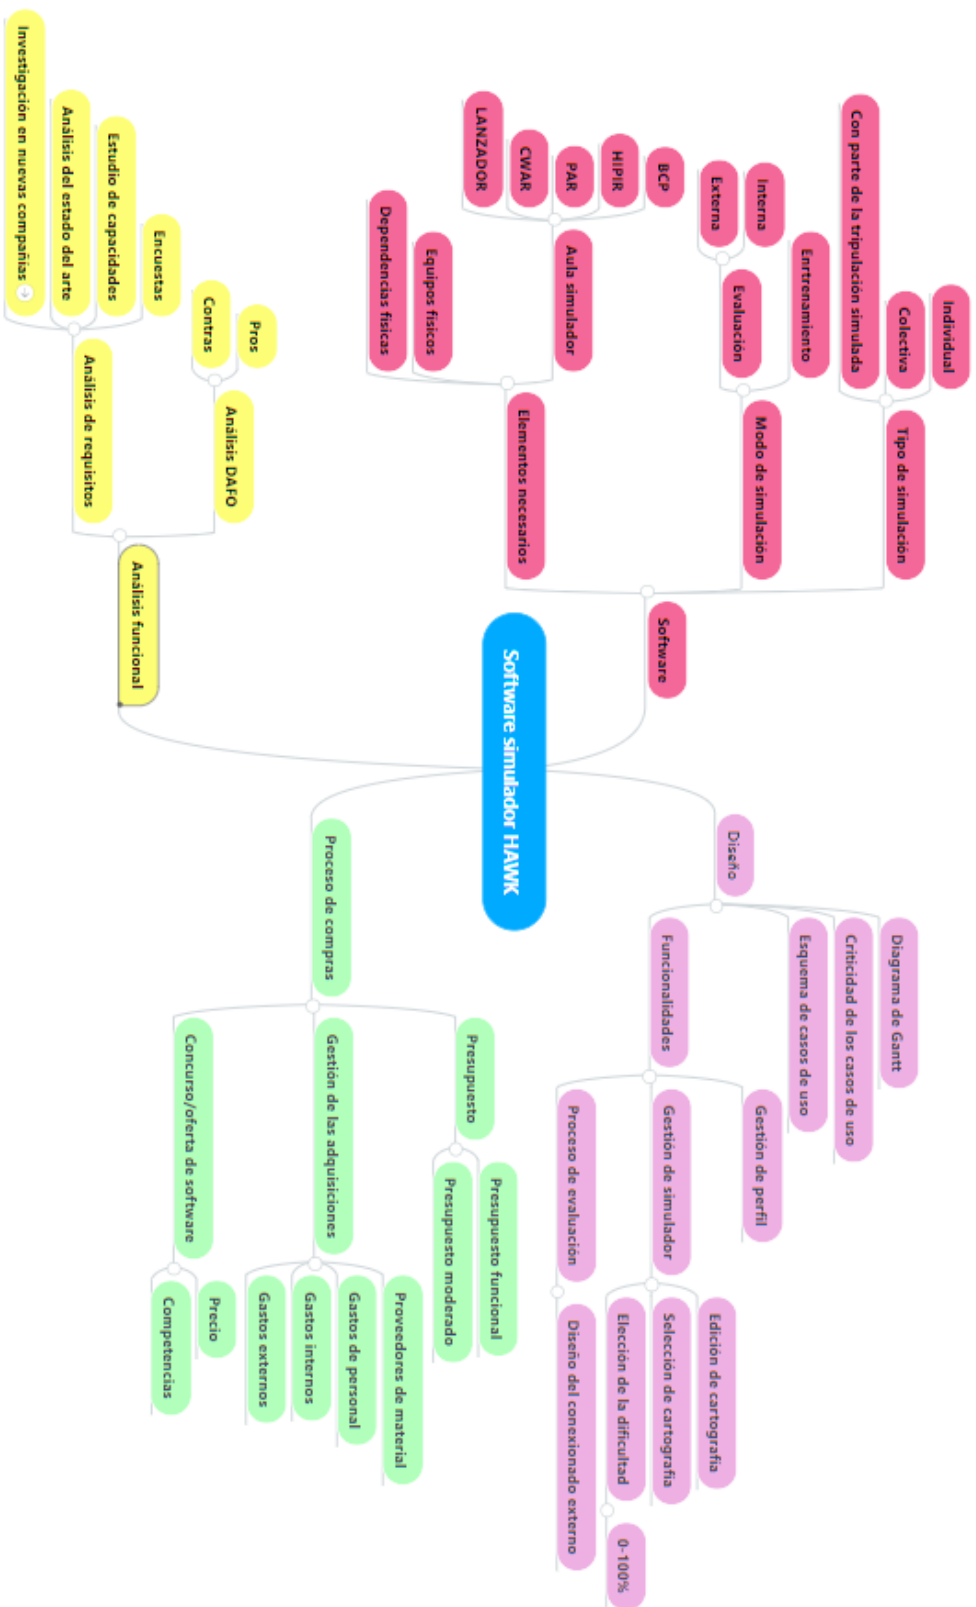 Software simulador HAWK
Software
Tipo de simulación
Individual
Colectiva
Con parte de la tripulación simulada
Modo de simulación
Enrtrenamiento
Evaluación
Interna
Externa
Elementos necesarios
Aula simulador
BCP
HIPIR
PAR
CWAR
LANZADOR
Equipos físicos
Dependencias físicas
Análisis funcional
Análisis DAFO
Pros
Contras
Análisis de requisitos
Encuestas
Estudio de capacidades
Análisis del estado del arte
Investigación en nuevas compañías
Diseño
Diagrama de Gantt
Criticidad de los casos de uso
Esquema de casos de uso
Funcionalidades
Gestión de perfil
Gestión de simulador
Edición de cartografía
Selección de cartografía
Elección de la dificultad
0-100%
Proceso de evaluación
Diseño del conexionado externo
Proceso de compras
Presupuesto
Presupuesto funcional
Presupuesto moderado
Gestión de las adquisiciones
Proveedores de material
Gastos de personal
Gastos internos
Gastos externos
Concurso/oferta de software
Precio
Competencias